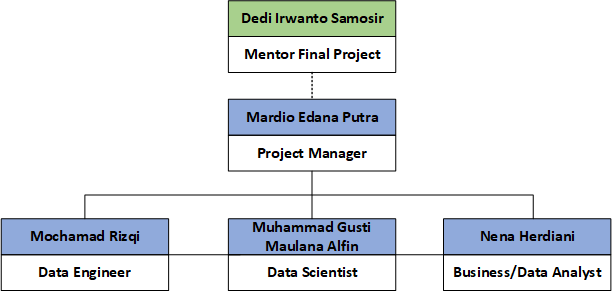 Dedi Irwanto Samosir
Mentor Final Project
Mardio Edana Putra
Project Manager
Mochamad Rizqi
Data Engineer
Muhammad Gusti
Maulana Alfin
Data Scientist
Nena Herdiani
Business/Data Analyst